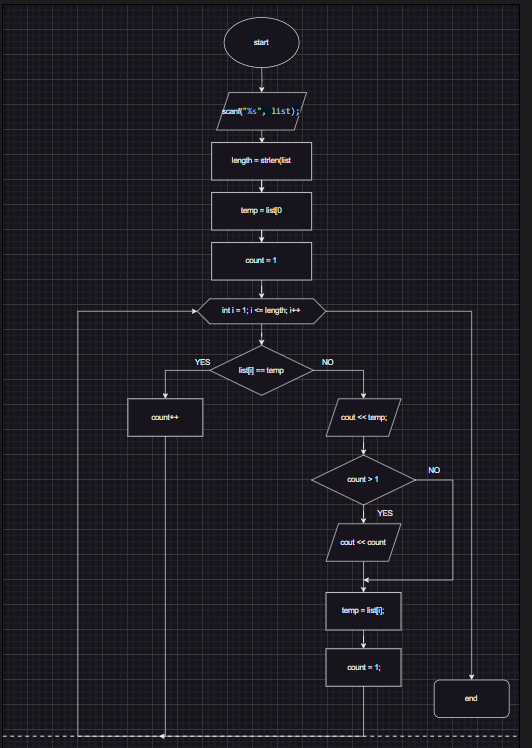 start
scanf("%s", list);
length = strlen(list
temp = list[0
count = 1
int i = 1; i <= length; i++
YES
NO
list[i] == temp
count++
cout << temp;
NO
count > 1
YES
cout << count
temp = list[i];
count = 1;
end